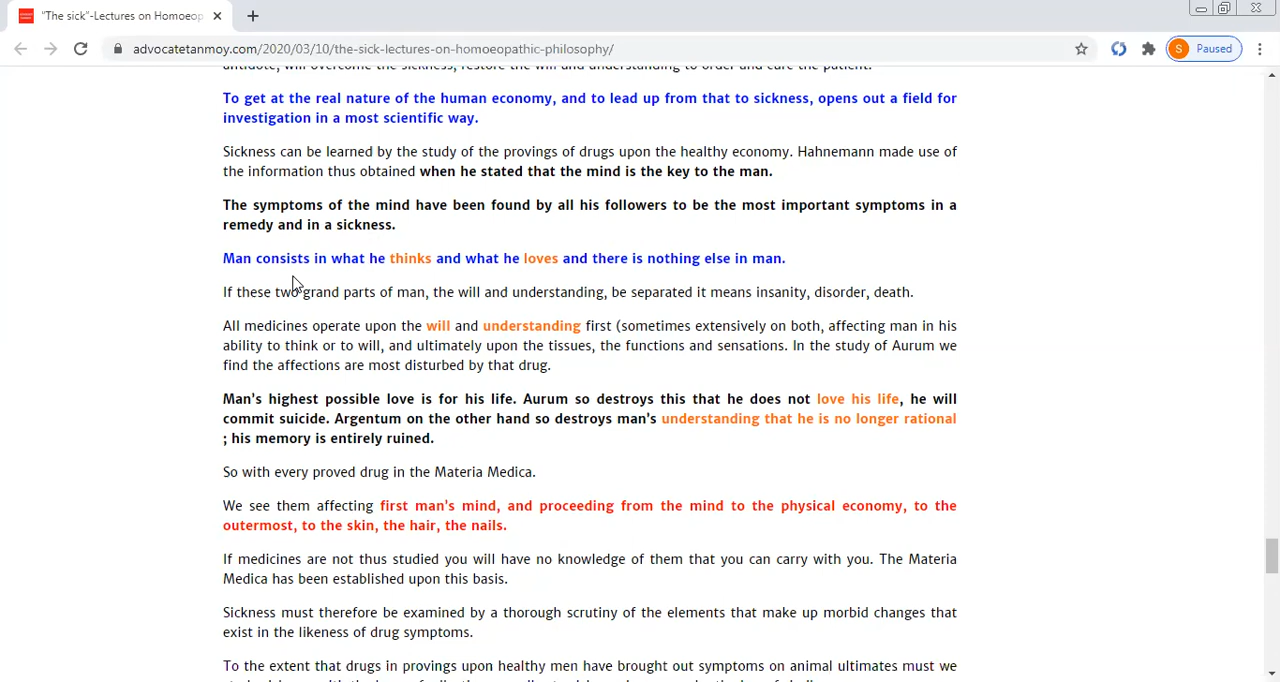 "The sick"-Lectures on Homoeop
advocatetanmoy.com/2020/03/10/the-sick-lectures-on-homoeopathic-philosophy/
S Paused
antidote, will overcome the sickness, restore the will and understanding to order and cure the patient.
To get at the real nature of the human economy, and to lead up from that to sickness, opens out a field for
investigation in a most scientific way.
Sickness can be learned by the study of the provings of drugs upon the healthy economy. Hahnemann made use of
the information thus obtained when he stated that the mind is the key to the man.
The symptoms of the mind have been found by all his followers to be the most important symptoms in a
remedy and in a sickness.
Man consists in what he thinks and what he loves and there is nothing else in man.
If these two grand parts of man, the will and understanding, be separated it means insanity, disorder, death.
All medicines operate upon the will and understanding first (sometimes extensively on both, affecting man in his
ability to think or to will, and ultimately upon the tissues, the functions and sensations. In the study of Aurum we
find the affections are most disturbed by that drug.
Man's highest possible love is for his life. Aurum so destroys this that he does not love his life, he will
commit suicide. Argentum on the other hand so destroys man's understanding that he is no longer rational
; his memory is entirely ruined.
So with every proved drug in the Materia Medica.
We see them affecting first man's mind, and proceeding from the mind to the physical economy, to the
outermost, to the skin, the hair, the nails.
If medicines are not thus studied you will have no knowledge of them that you can carry with you. The Materia
Medica has been established upon this basis.
Sickness must therefore be examined by a thorough scrutiny of the elements that make up morbid changes that
exist in the likeness of drug symptoms.
To the extent that drugs in provings upon healthy men have brought out symptoms on animal ultimates must we